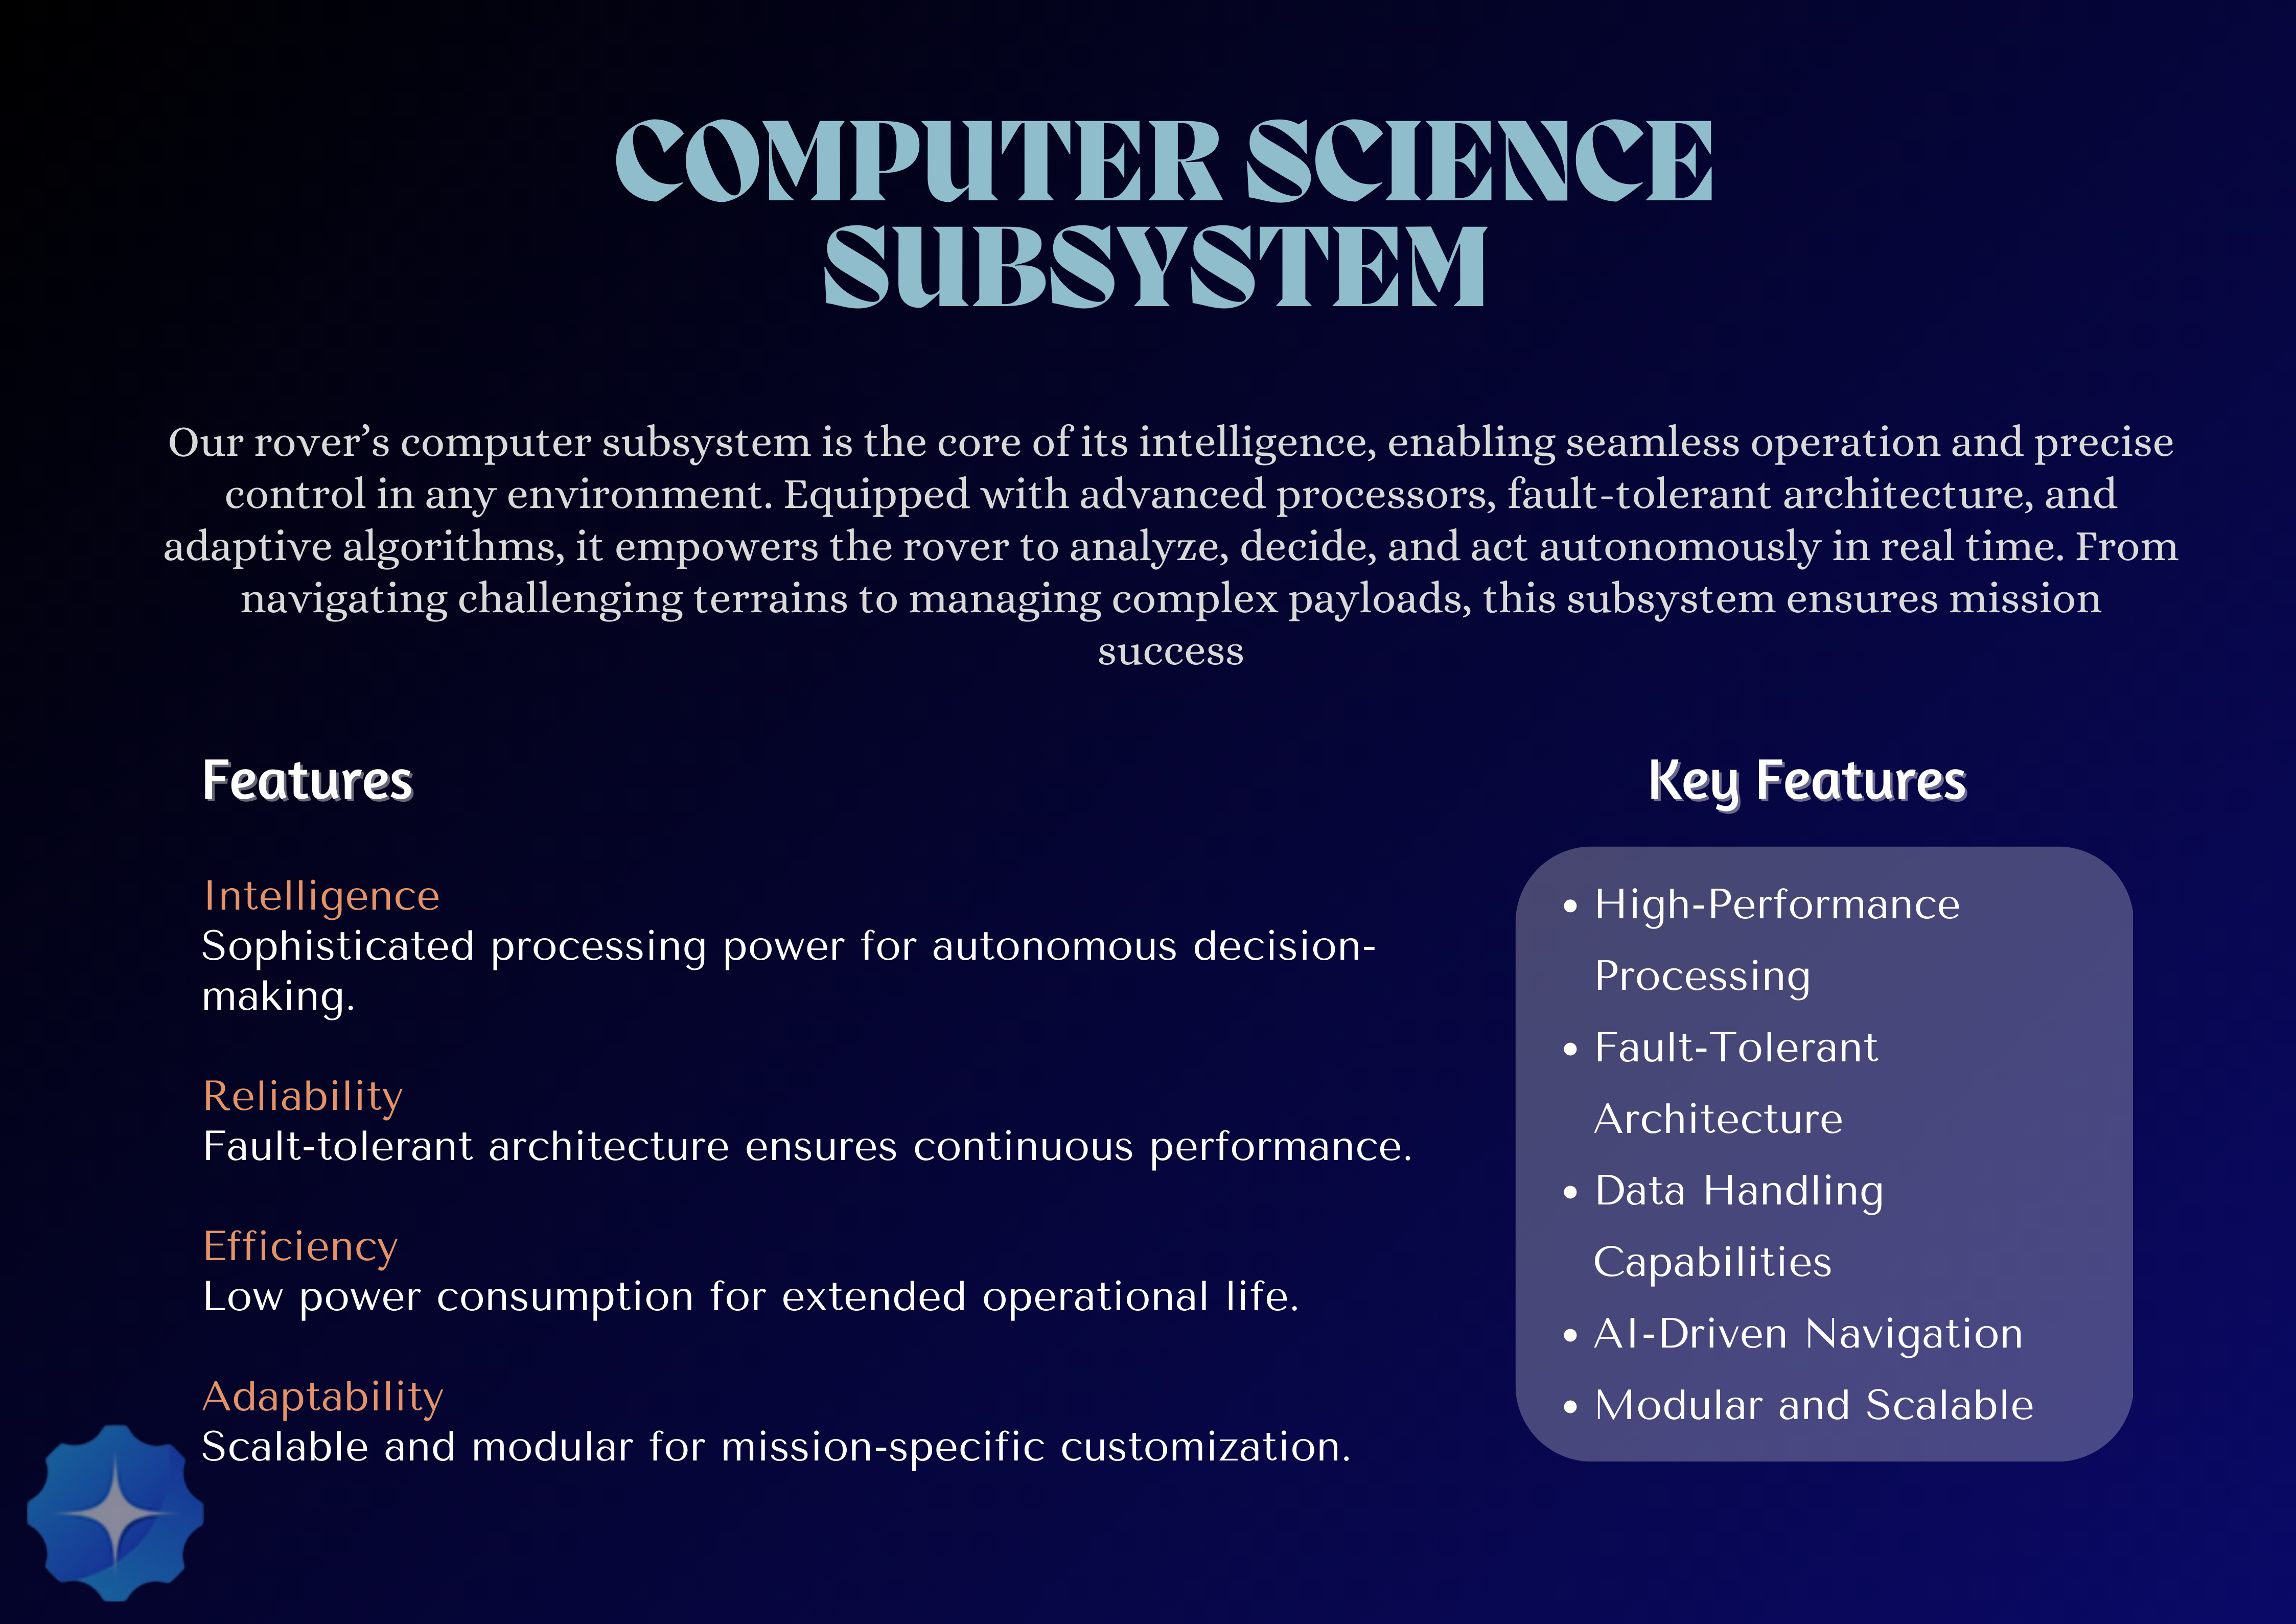 COMPUTER SCIENCE
SUBSYSTEM
Our rover’s computer subsystem is the core of its intelligence, enabling seamless operation and precise
control in any environment. Equipped with advanced processors, fault-tolerant architecture, and
adaptive algorithms, it empowers the rover to analyze, decide, and act autonomously in real time. From
navigating challenging terrains to managing complex payloads, this subsystem ensures mission
success
Features
Intelligence
Sophisticated processing power for autonomous decision-
making.
Reliability
Fault-tolerant architecture ensures continuous performance.
Efficiency
Low power consumption for extended operational life.
Adaptability
Scalable and modular for mission-specific customization.
Key Features
• High-Performance
Processing
• Fault-Tolerant
Architecture
• Data Handling
Capabilities
• AI-Driven Navigation
• Modular and Scalable